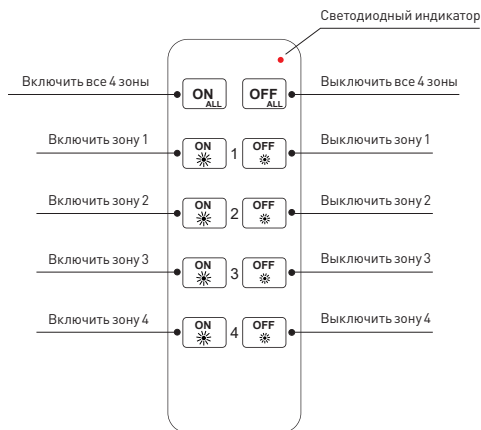 Светодиодный индикатор
Включить все 4 зоны
ON
ALL
OFF
ALL
Выключить все 4 зоны
Включить зону 1
ON
1
OFF
Выключить зону 1
Включить зону 2
ON
2
OFF
Выключить зону 2
Включить зону 3
ON
3
OFF
Выключить зону 3
Включить зону 4
ON
4
OFF
Выключить зону 4